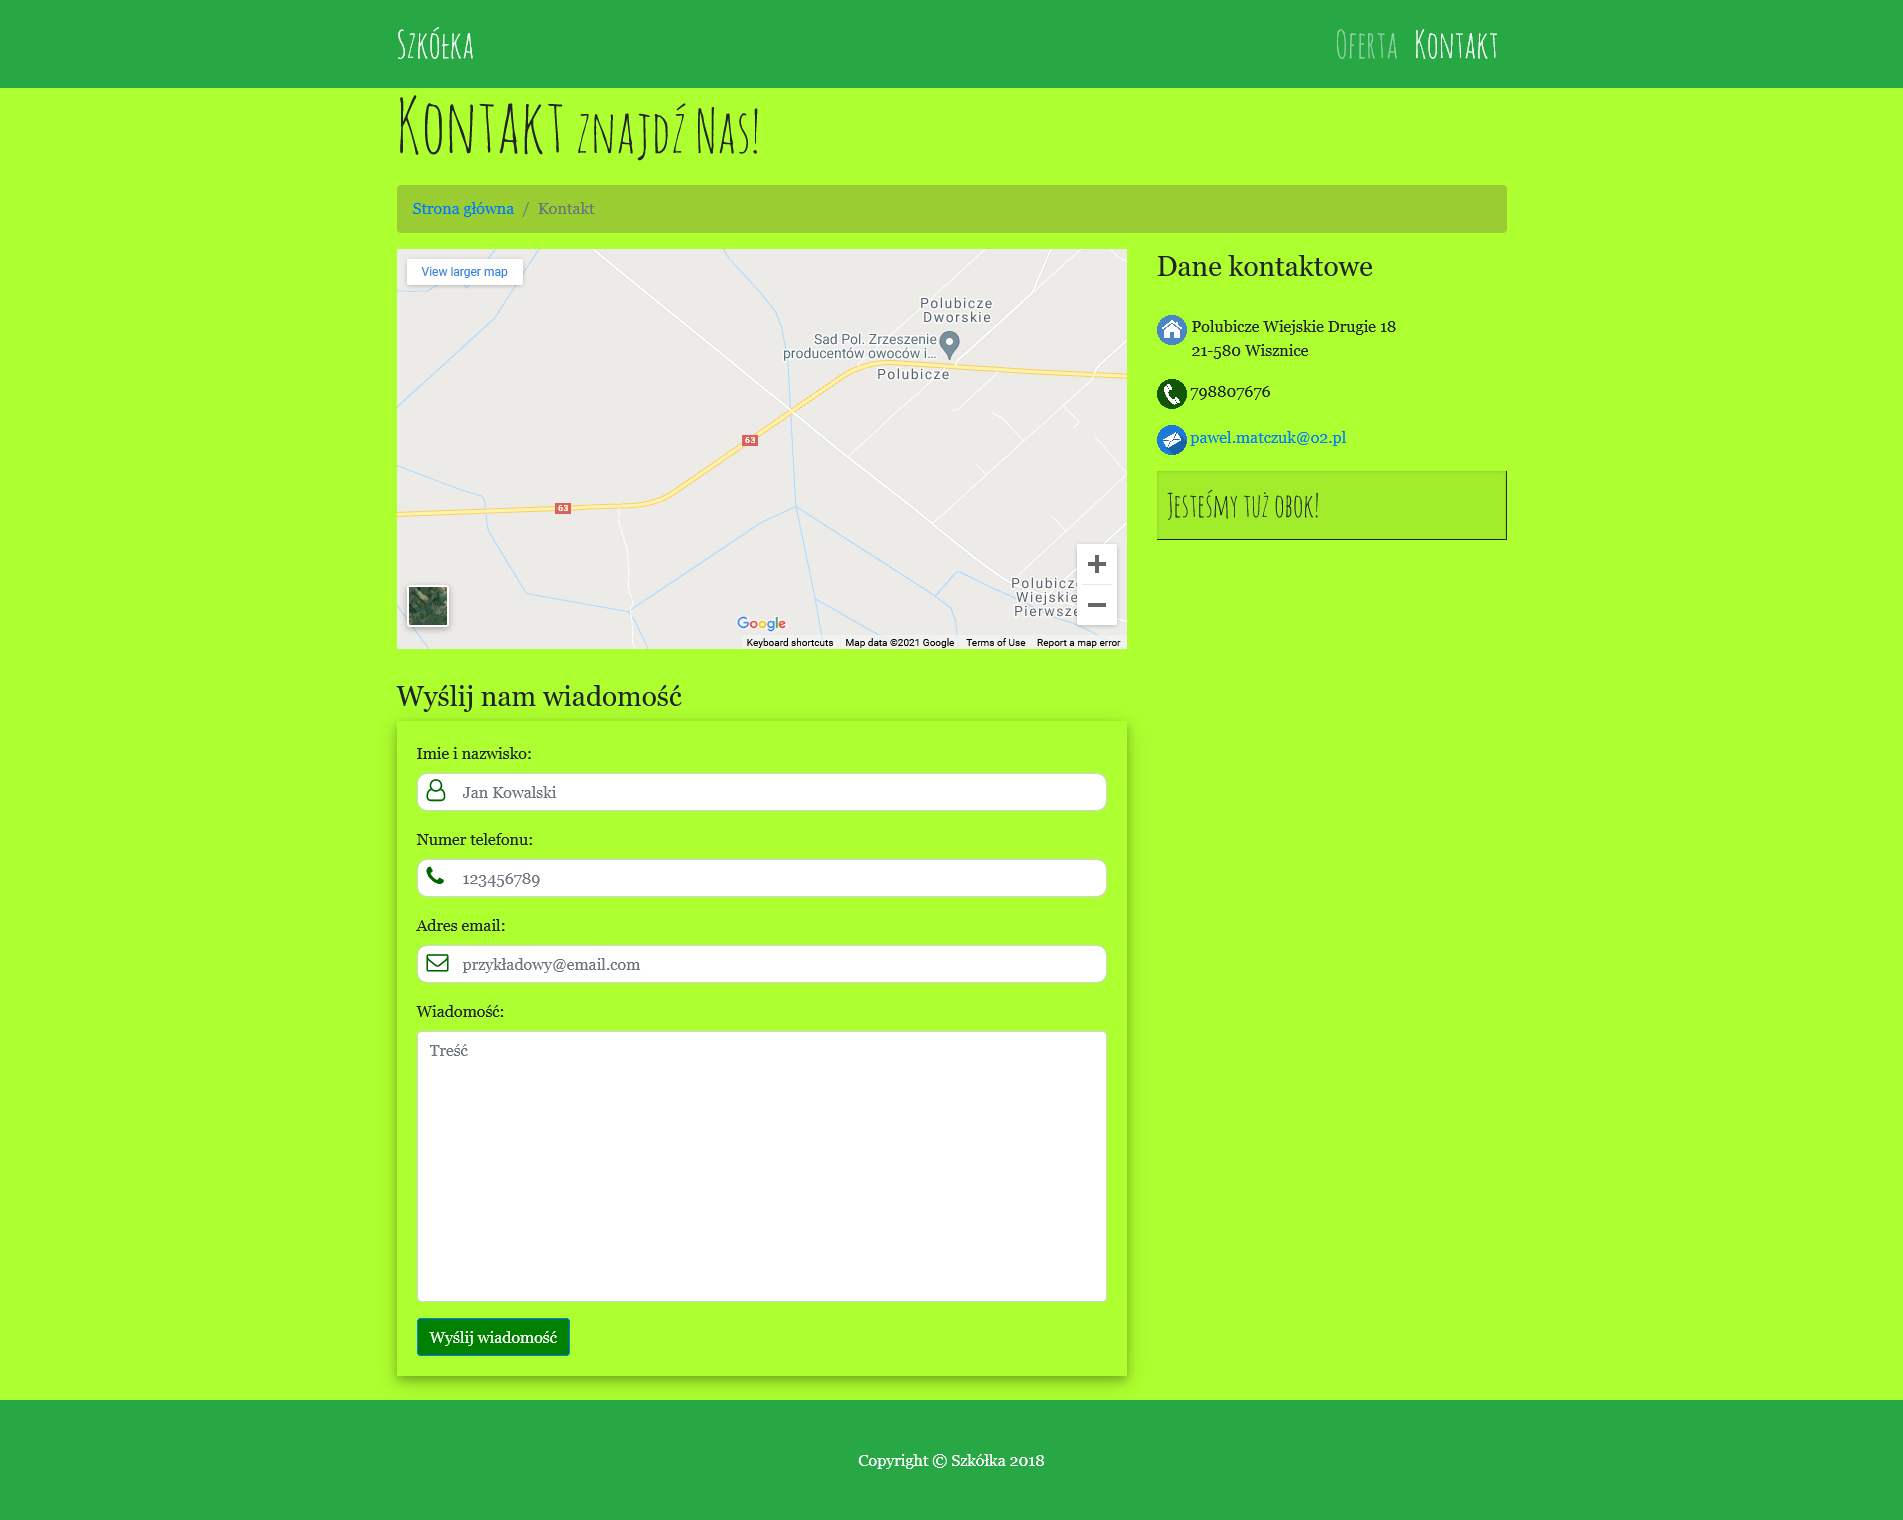 Szkółka
Oferta Kontakt
Kontakt znajdź Nas!
Strona główna / Kontakt
View larger map
Polubicze
Dworskie
Sad Pol. Zrzeszenie
producentów owoców i...
Polubicze
63
63
Polubicz
Wiejskie
Pierwsze
Google
Keyboard shortcuts Map data ©2021 Google Terms of Use Report a map error
Dane kontaktowe
Polubicze Wiejskie Drugie 18
21-580 Wisznice
798807676
pawel.matczuk@o2.pl
Jesteśmy tuż obok!
Wyślij nam wiadomość
Imie i nazwisko:
Jan Kowalski
Numer telefonu:
123456789
Adres email:
przykładowy@email.com
Wiadomość:
Treść
Wyślij wiadomość
Copyright © Szkółka 2018